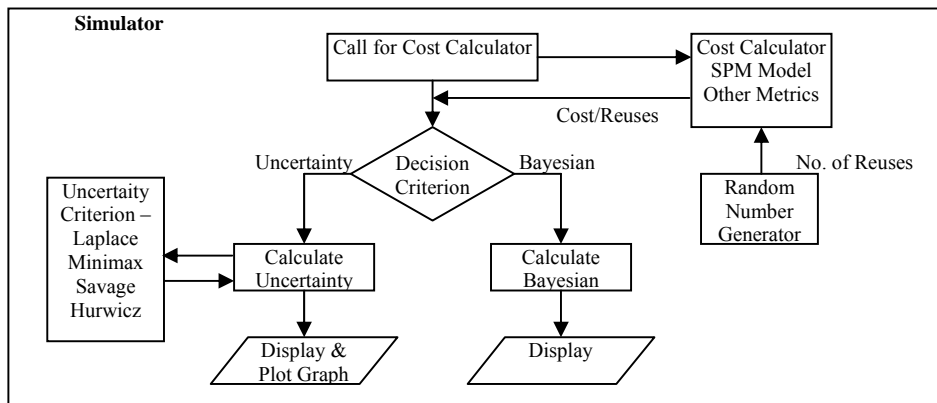 Simulator
Call for Cost Calculator
Cost Calculator
SPM Model
Other Metrics
Cost/Reuses
Uncertainty
Decision
Criterion
Bayesian
No. of Reuses
Random
Number
Generator
Uncertaity
Criterion –
Laplace
Minimax
Savage
Hurwicz
Calculate
Uncertainty
Calculate
Bayesian
Display &
Plot Graph
Display